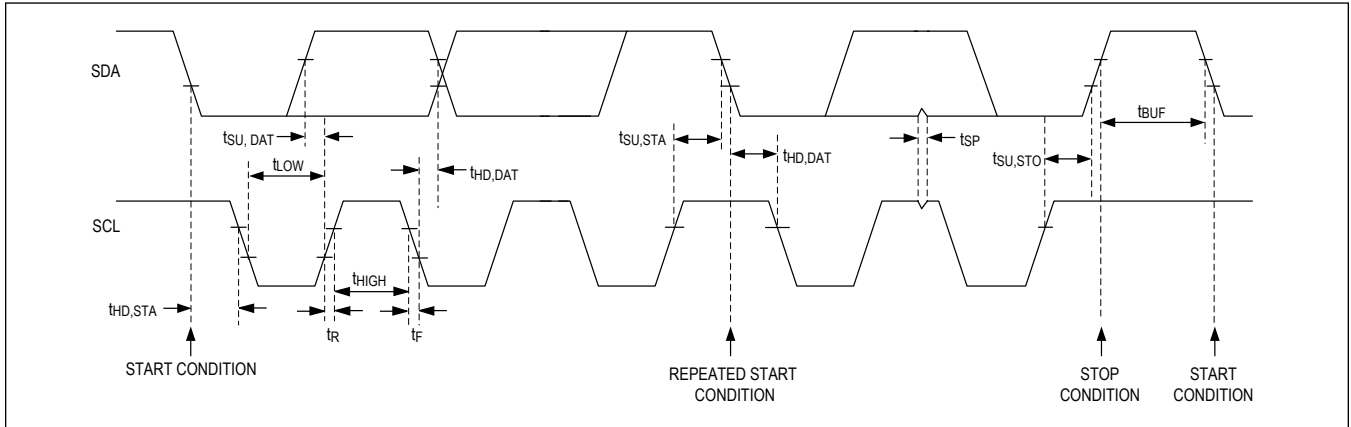 SDA
tSU, DAT
tLOW
tHD,DAT
tSU,STA
tHD,DAT
tSP
tSU,STO
tBUF
SCL
tHIGH
tHD,STA
tR
tF
START CONDITION
REPEATED START
CONDITION
STOP
CONDITION
START
CONDITION